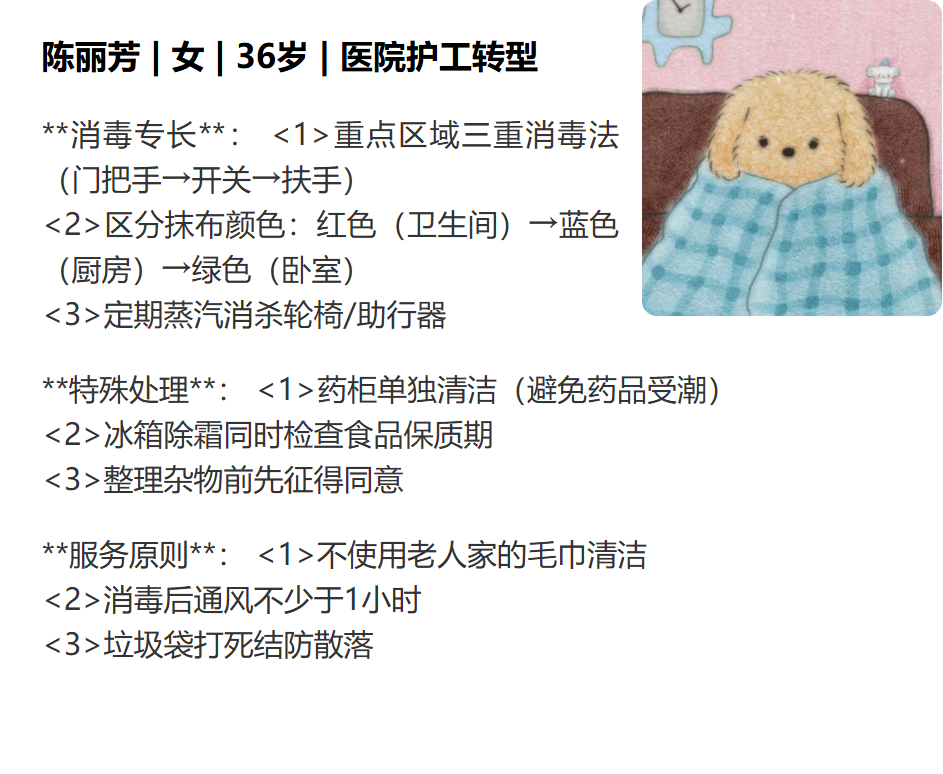 陈丽芳 | 女 | 36岁 | 医院护工转型
**消毒专长**： <1>重点区域三重消毒法
（门把手→开关→扶手）
<2>区分抹布颜色：红色（卫生间）→蓝色
（厨房）→绿色（卧室）
<3>定期蒸汽消杀轮椅/助行器
**特殊处理**： <1>药柜单独清洁（避免药品受潮）
<2>冰箱除霜同时检查食品保质期
<3>整理杂物前先征得同意
**服务原则**： <1>不使用老人家的毛巾清洁
<2>消毒后通风不少于1小时
<3>垃圾袋打死结防散落